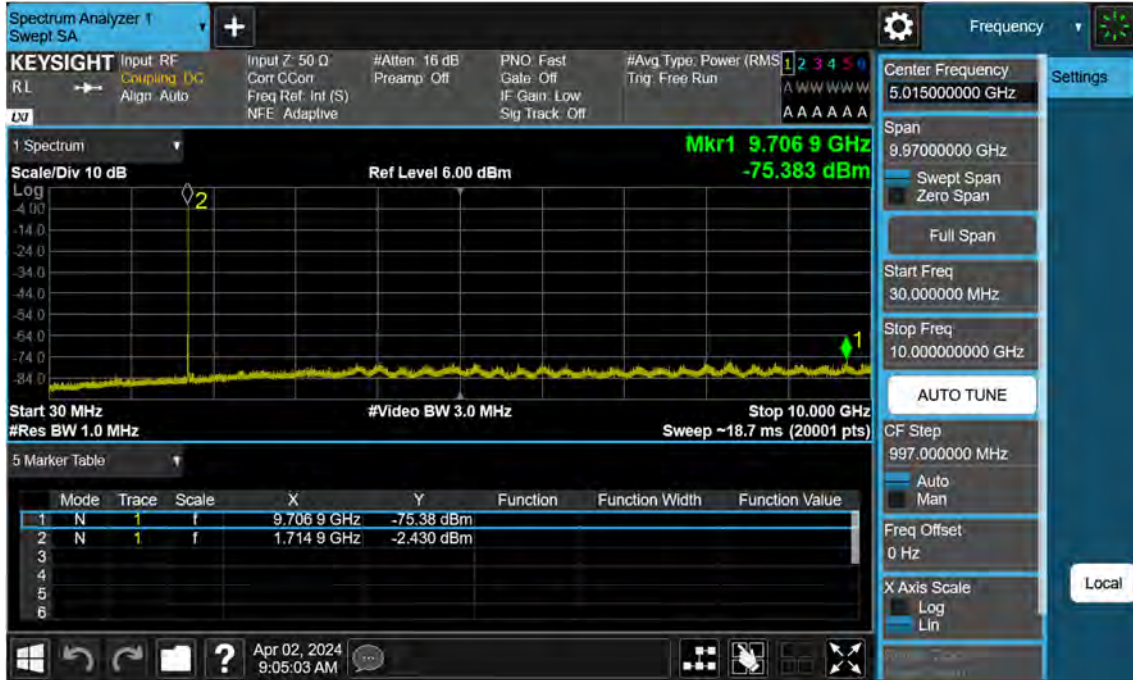 Spectrum Analyzer 1
Swept SA
+
Frequency
KEYSIGHT
RL
LXI
Input: RF
Coupling: DC
Align: Auto
Input Z: 50 Ω
Corr CCorr
Freq Ref: Int (S)
NFE: Adaptive
#Atten: 16 dB
Preamp: Off
PNO: Fast
Gate: Off
IF Gain: Low
Sig Track: Off
#Avg Type: Power (RMS
Trig: Free Run
1 2 3 4 5 6
A W W W W W
A A A A A A
1 Spectrum
Scale/Div 10 dB
Ref Level 6.00 dBm
Mkr1 9.706 9 GHz
-75.383 dBm
Log
-4.00
-14.0
-24.0
-34.0
-44.0
-54.0
-64.0
-74.0
-84.0
2
1
Start 30 MHz
#Video BW 3.0 MHz
Stop 10.000 GHz
#Res BW 1.0 MHz
Sweep ~18.7 ms (20001 pts)
5 Marker Table
Mode Trace Scale X Y Function Function Width Function Value
1 N 1 f 9.706 9 GHz -75.38 dBm
2 N 1 f 1.714 9 GHz -2.430 dBm
3
4
5
6
Apr 02, 2024
9:05:03 AM
?
Center Frequency
5.015000000 GHz
Settings
Span
9.97000000 GHz
Swept Span
Zero Span
Full Span
Start Freq
30.000000 MHz
Stop Freq
10.000000000 GHz
AUTO TUNE
CF Step
997.000000 MHz
Auto
Man
Freq Offset
0 Hz
X Axis Scale
Log
Lin
Local